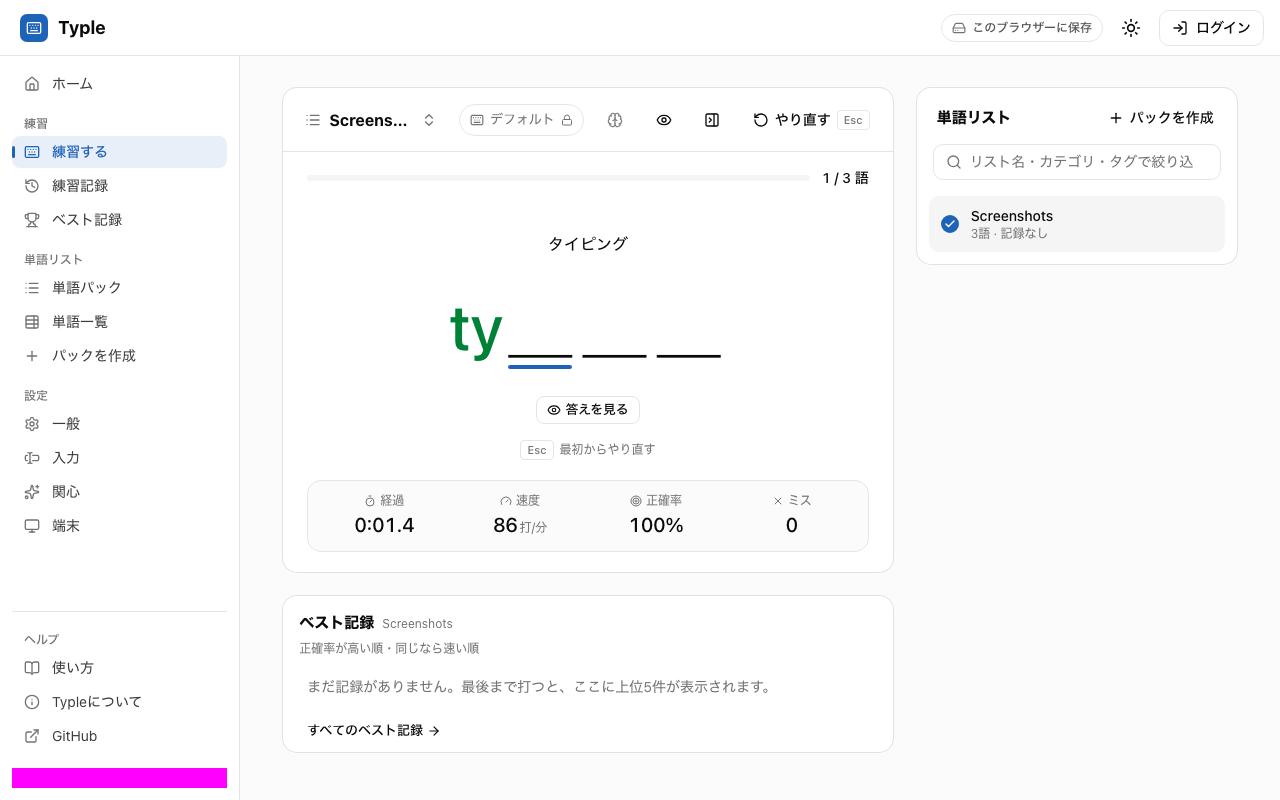 Typle
このブラウザーに保存
ログイン
ホーム
練習
練習する
練習記録
ベスト記録
単語リスト
単語パック
単語一覧
パックを作成
設定
一般
入力
関心
端末
ヘルプ
使い方
Typleについて
GitHub
Screens...
デフォルト
やり直す Esc
1 / 3 語
タイピング
ty
答えを見る
Esc 最初からやり直す
経過 速度 正確率 ミス
0:01.4 86打/分 100% 0
ベスト記録 Screenshots
正確率が高い順・同じなら速い順
まだ記録がありません。最後まで打つと、ここに上位5件が表示されます。
すべてのベスト記録 →
単語リスト
パックを作成
リスト名・カテゴリ・タグで絞り込
Screenshots
3語 · 記録なし